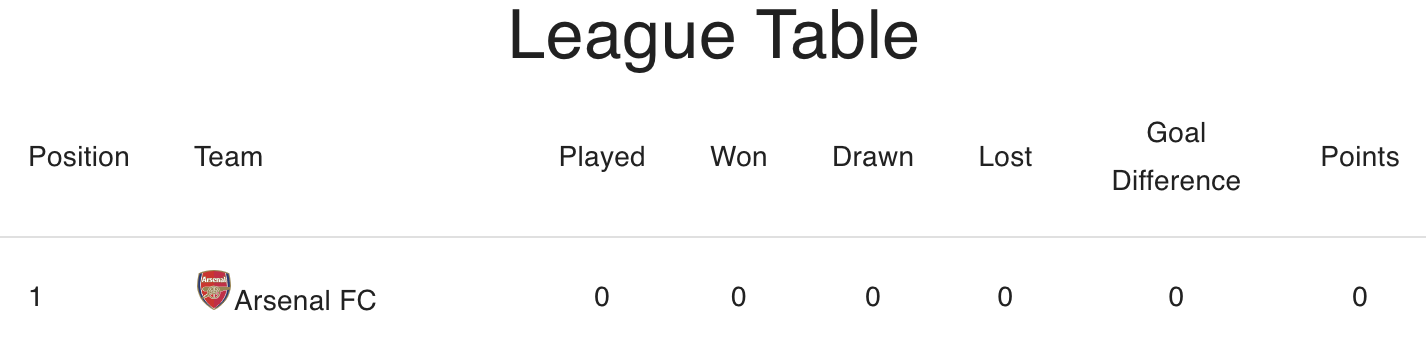 League Table
Position Team Played Won Drawn Lost Goal Difference Points
1 Arsenal Arsenal FC 0 0 0 0 0 0